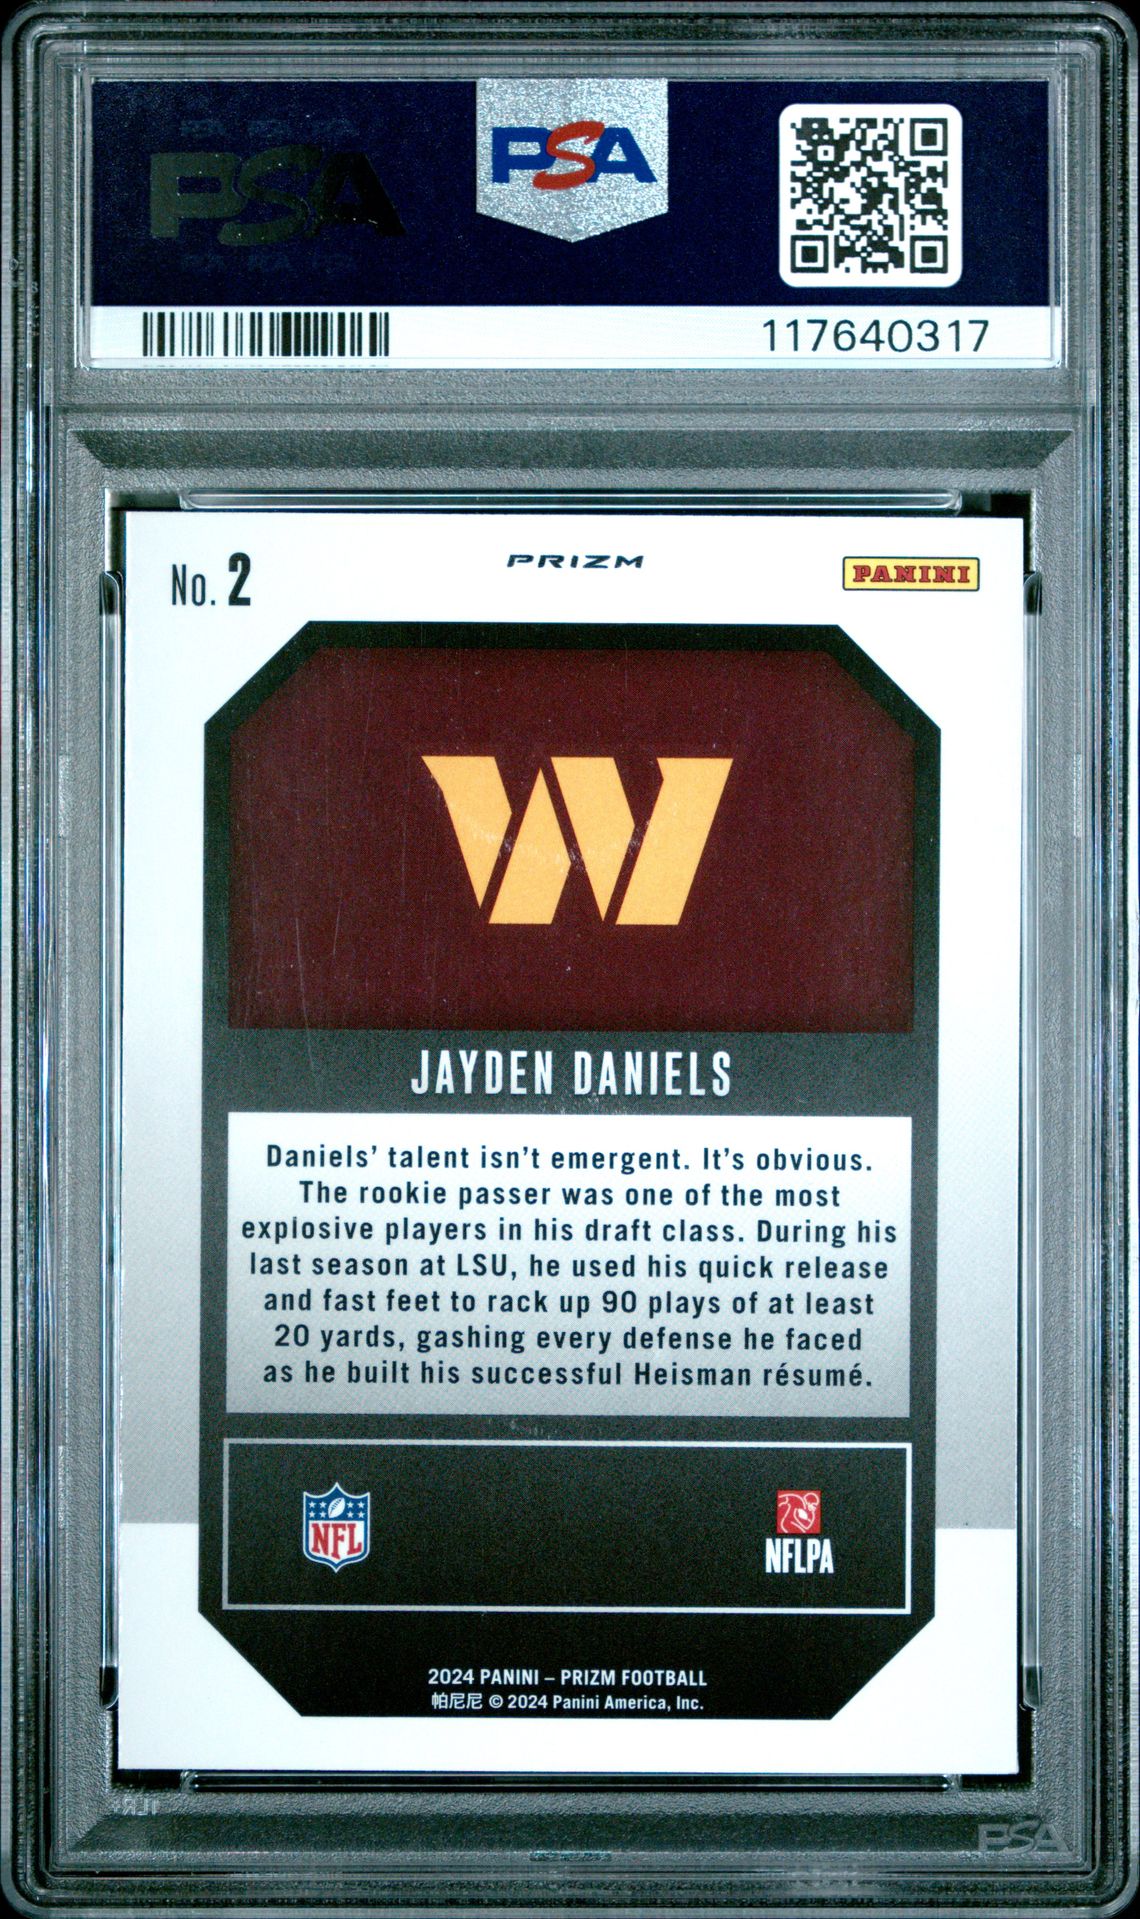 PSA
PSA
117640317
No. 2
PRIZM
PANINI
W
JAYDEN DANIELS
Daniels' talent isn't emergent. It's obvious.
The rookie passer was one of the most
explosive players in his draft class. During his
last season at LSU, he used his quick release
and fast feet to rack up 90 plays of at least
20 yards, gashing every defense he faced
as he built his successful Heisman résumé.
NFL
NFLPA
2024 PANINI – PRIZM FOOTBALL
帕尼尼 © 2024 Panini America, Inc.
PSA